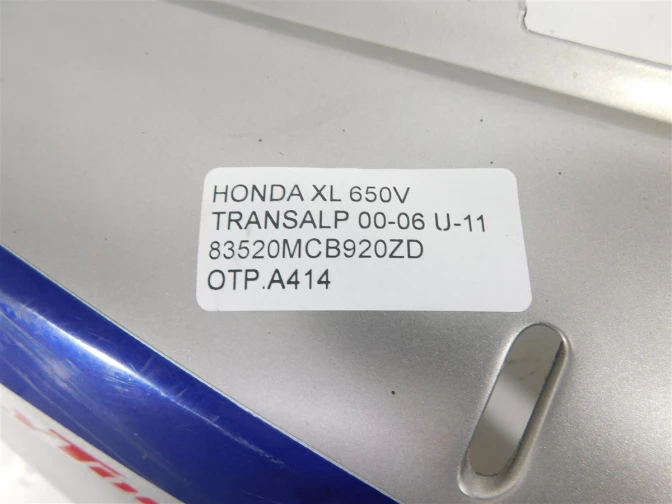 HONDA XL 650V
TRANSALP 00-06 U-11
83520MCB920ZD
OTP.A414